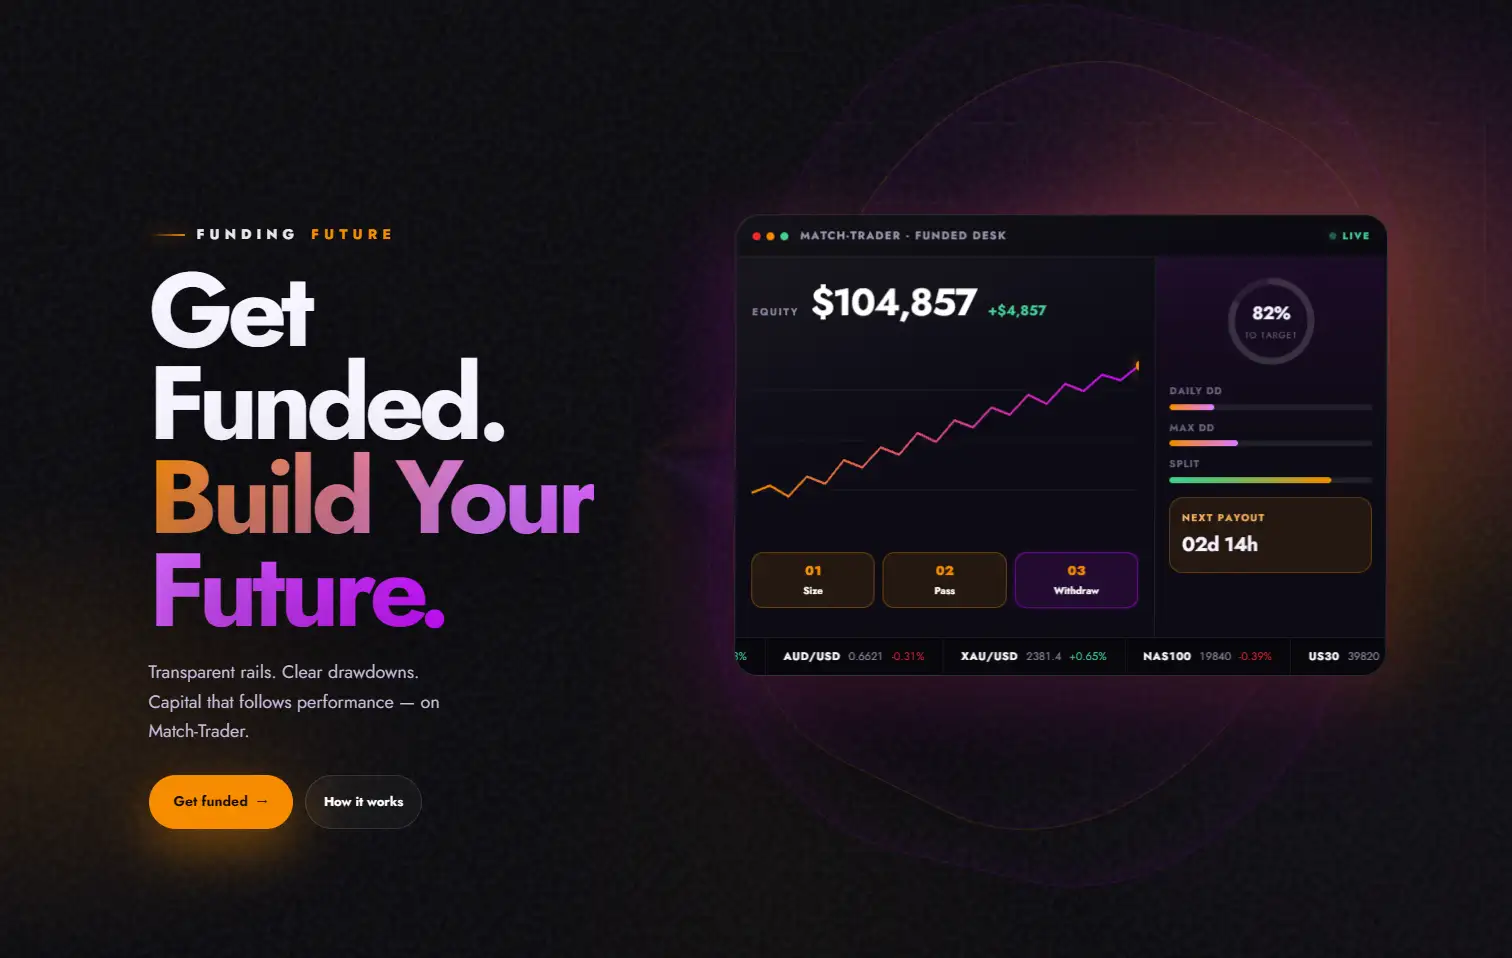 FUNDING FUTURE
Get
Funded.
Build Your
Future.
Transparent rails. Clear drawdowns.
Capital that follows performance — on
Match-Trader.
Get funded →
How it works
MATCH-TRADER - FUNDED DESK
LIVE
EQUITY $104,857 +$4,857
82%
TO TARGET
DAILY DD
MAX DD
SPLIT
NEXT PAYOUT
02d 14h
01
Size
02
Pass
03
Withdraw
% AUD/USD 0.6621 -0.31% XAU/USD 2381.4 +0.65% NAS100 19840 -0.39% US30 39820